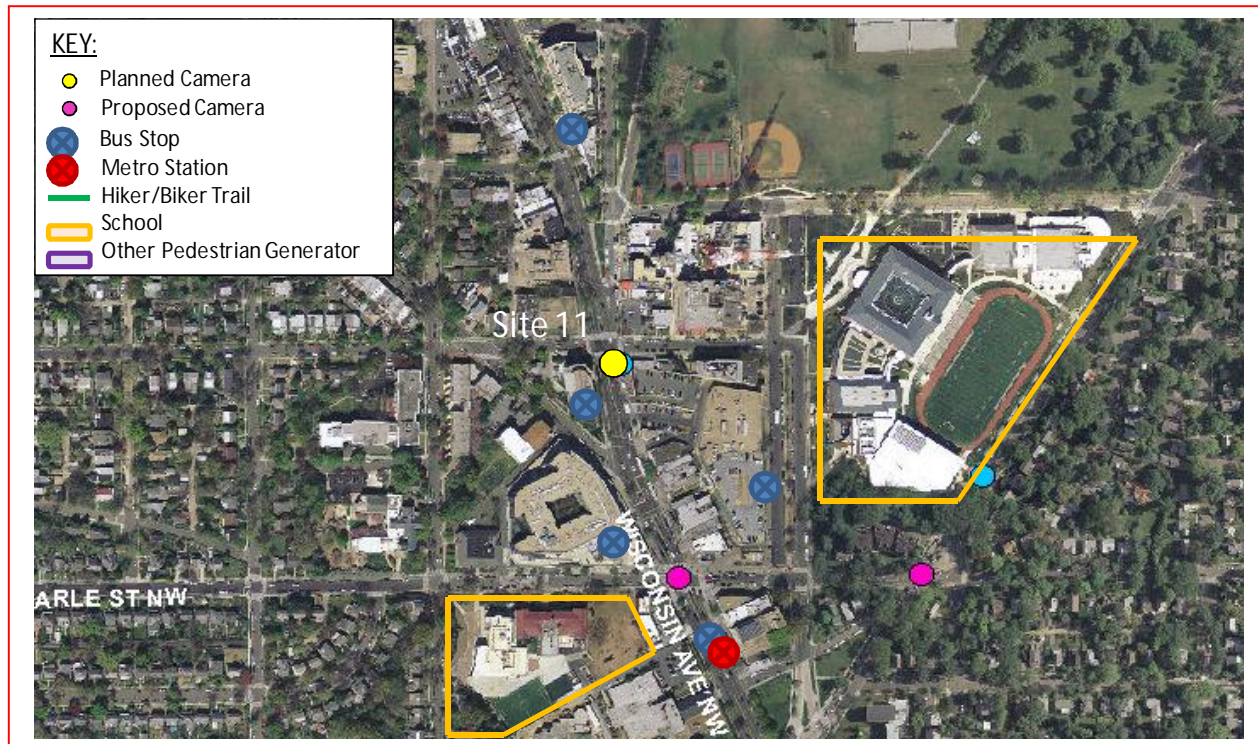 KEY:
Planned Camera
Proposed Camera
Bus Stop
Metro Station
Hiker/Biker Trail
School
Other Pedestrian Generator
Site 11
WISCONSIN AVE NW
ARLE ST NW